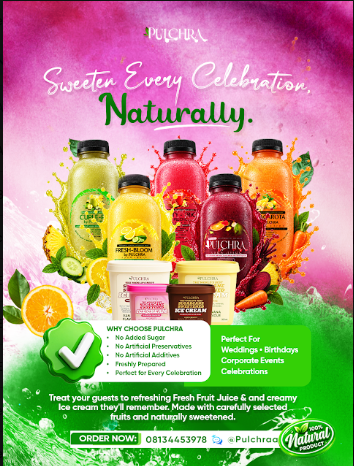 PULCHRA
Sweeten Every Celebration,
Naturally.
FRESH-BLOOM
PULCHRA
ICE CREAM
WHY CHOOSE PULCHRA
• No Added Sugar
• No Artificial Preservatives
• No Artificial Additives
• Freshly Prepared
• Perfect for Every Celebration
Perfect For
Weddings • Birthdays
Corporate Events
Celebrations
Treat your guests to refreshing Fresh Fruit Juice & and creamy
ice cream they'll remember. Made with carefully selected
fruits and naturally sweetened.
ORDER NOW: 08134453978 @Pulchraa
100%
Natural
PRODUCT